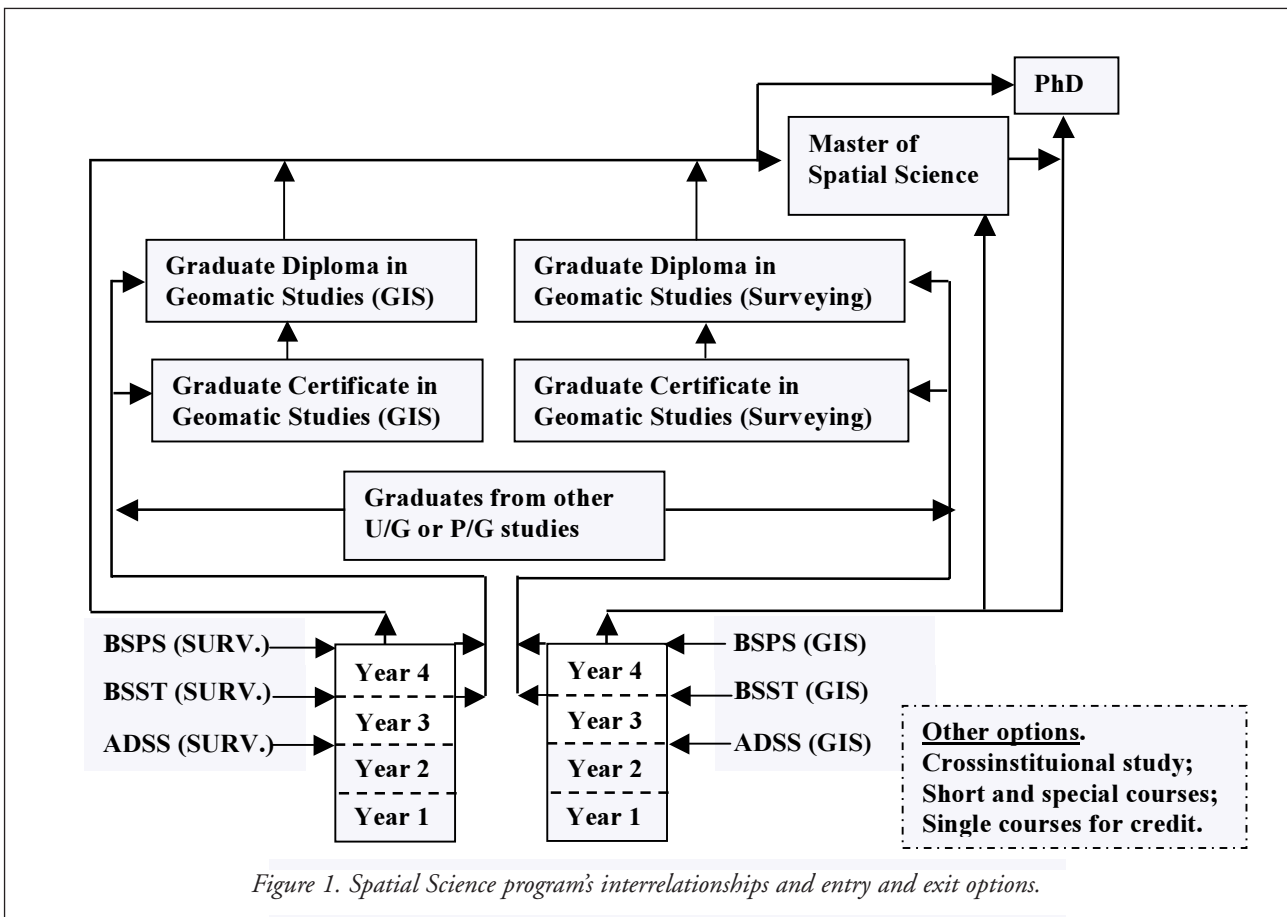 PhD
Master of
Spatial Science
Graduate Diploma in
Geomatic Studies (GIS)
Graduate Diploma in
Geomatic Studies (Surveying)
Graduate Certificate in
Geomatic Studies (GIS)
Graduate Certificate in
Geomatic Studies (Surveying)
Graduates from other
U/G or P/G studies
BSPS (SURV.)
BSST (SURV.)
ADSS (SURV.)
Year 4
Year 3
Year 2
Year 1
Year 4
Year 3
Year 2
Year 1
BSPS (GIS)
BSST (GIS)
ADSS (GIS)
Other options.
Crossinstituional study;
Short and special courses;
Single courses for credit.
Figure 1. Spatial Science program's interrelationships and entry and exit options.